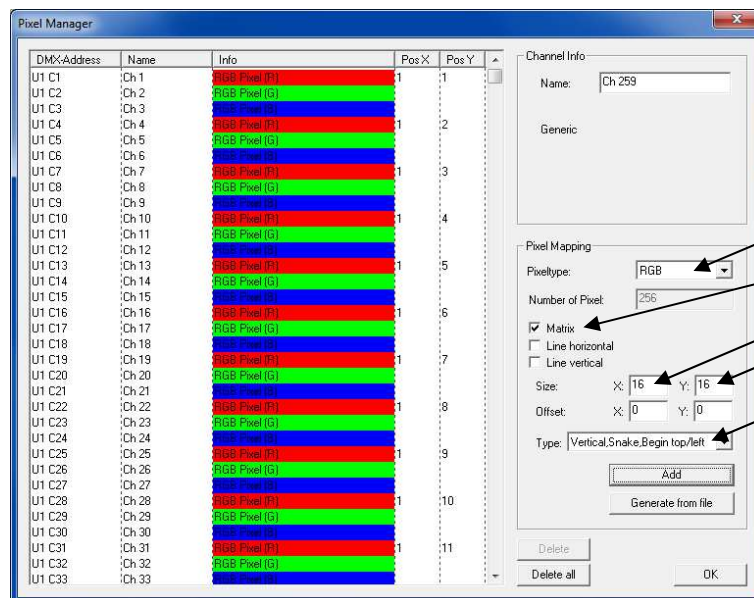 Pixel Manager
DMX-Address Name Info Pos X Pos Y
U1 C1 Ch 1 RGB Pixel (R) 1 1
U1 C2 Ch 2 RGB Pixel (G)
U1 C3 Ch 3 RGB Pixel (B)
U1 C4 Ch 4 RGB Pixel (R) 1 2
U1 C5 Ch 5 RGB Pixel (G)
U1 C6 Ch 6 RGB Pixel (B)
U1 C7 Ch 7 RGB Pixel (R) 1 3
U1 C8 Ch 8 RGB Pixel (G)
U1 C9 Ch 9 RGB Pixel (B)
U1 C10 Ch 10 RGB Pixel (R) 1 4
U1 C11 Ch 11 RGB Pixel (G)
U1 C12 Ch 12 RGB Pixel (B)
U1 C13 Ch 13 RGB Pixel (R) 1 5
U1 C14 Ch 14 RGB Pixel (G)
U1 C15 Ch 15 RGB Pixel (B)
U1 C16 Ch 16 RGB Pixel (R) 1 6
U1 C17 Ch 17 RGB Pixel (G)
U1 C18 Ch 18 RGB Pixel (B)
U1 C19 Ch 19 RGB Pixel (R) 1 7
U1 C20 Ch 20 RGB Pixel (G)
U1 C21 Ch 21 RGB Pixel (B)
U1 C22 Ch 22 RGB Pixel (R) 1 8
U1 C23 Ch 23 RGB Pixel (G)
U1 C24 Ch 24 RGB Pixel (B)
U1 C25 Ch 25 RGB Pixel (R) 1 9
U1 C26 Ch 26 RGB Pixel (G)
U1 C27 Ch 27 RGB Pixel (B)
U1 C28 Ch 28 RGB Pixel (R) 1 10
U1 C29 Ch 29 RGB Pixel (G)
U1 C30 Ch 30 RGB Pixel (B)
U1 C31 Ch 31 RGB Pixel (R) 1 11
U1 C32 Ch 32 RGB Pixel (G)
U1 C33 Ch 33 RGB Pixel (B)
Channel Info
Name: Ch 259
Generic
Pixel Mapping
Pixeltype: RGB
Number of Pixel: 256
Matrix
Line horizontal
Line vertical
Size: X: 16 Y: 16
Offset: X: 0 Y: 0
Type: Vertical,Snake,Begin top/left
Add
Generate from file
Delete
Delete all OK